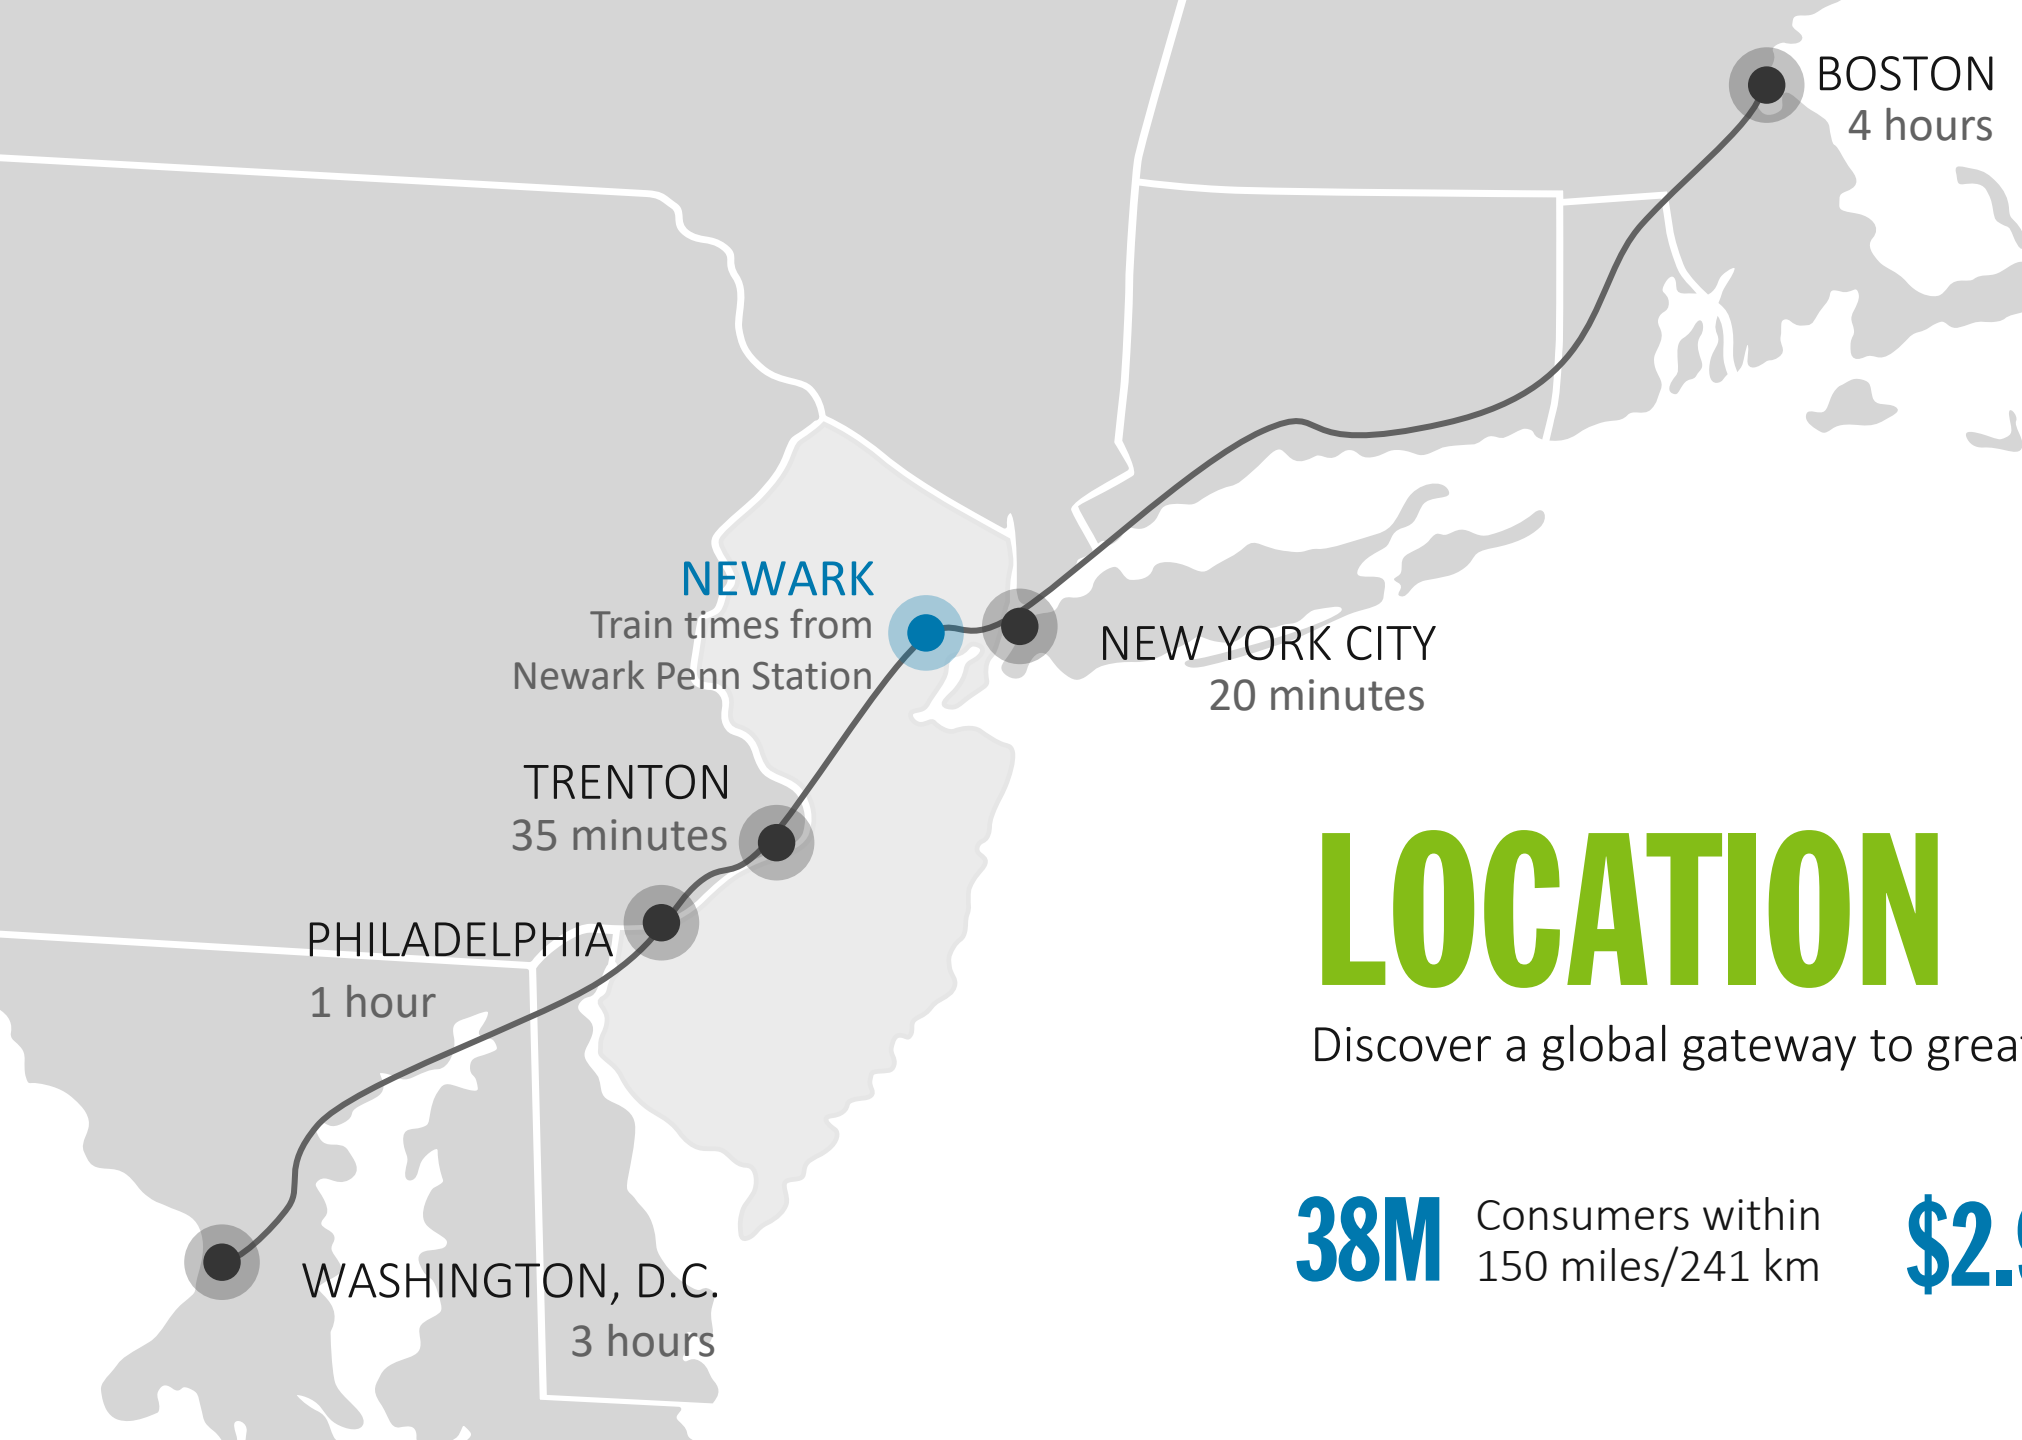 BOSTON
4 hours
NEWARK
Train times from
Newark Penn Station
NEW YORK CITY
20 minutes
TRENTON
35 minutes
PHILADELPHIA
1 hour
WASHINGTON, D.C.
3 hours
LOCATION
Discover a global gateway to
38M
Consumers within
150 miles/241 km